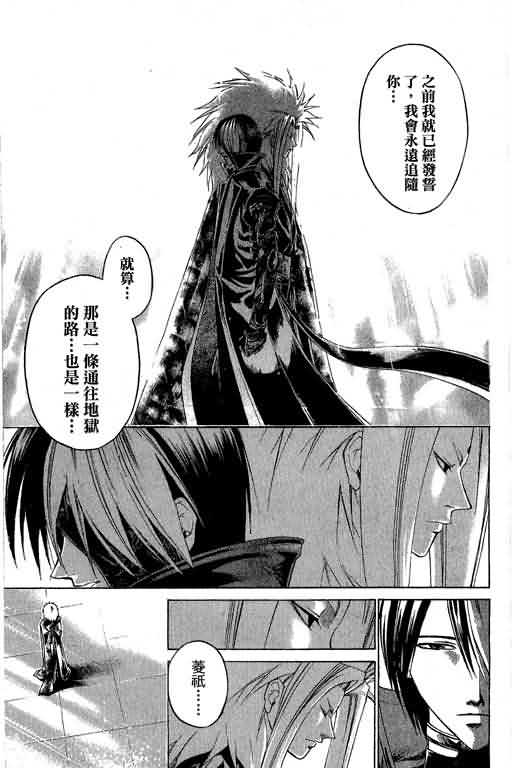 之前我就已經發誓
了，我會永遠追隨
你…
就算…
那是一條通往地獄
的路…也是一樣…
菱祇……